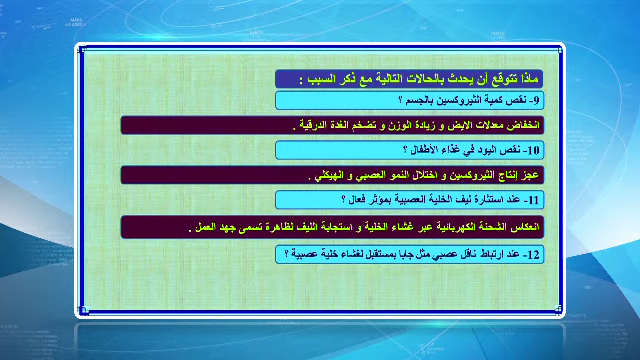 ماذا تتوقع أن يحدث بالحالات التالية مع ذكر السبب :
9- نقص كمية الثيروكسين بالجسم ؟
انخفاض معدلات الايض و زيادة الوزن و تضخم الغدة الدرقية .
10- نقص اليود في غذاء الأطفال ؟
عجز إنتاج الثيروكسين و اختلال النمو العصبي و الهيكلي .
11- عند استثارة ليف الخلية العصبية بمؤثر فعال ؟
انعكاس الشحنة الكهربائية عبر غشاء الخلية و استجابة الليف لظاهرة تسمى جهد العمل .
12- عند ارتباط ناقل عصبي مثل جابا بمستقبل لغشاء خلية عصبية ؟